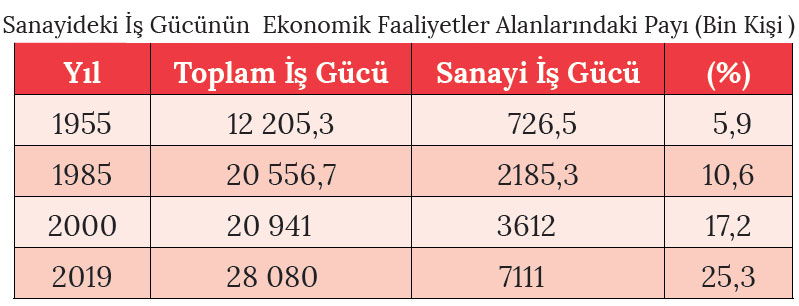 Sanayideki İş Gücünün Ekonomik Faaliyetler Alanlarındaki Payı (Bin Kişi)
Yıl Toplam İş Gücü Sanayi İş Gücü (%)
1955 12 205,3 726,5 5,9
1985 20 556,7 2185,3 10,6
2000 20 941 3612 17,2
2019 28 080 7111 25,3